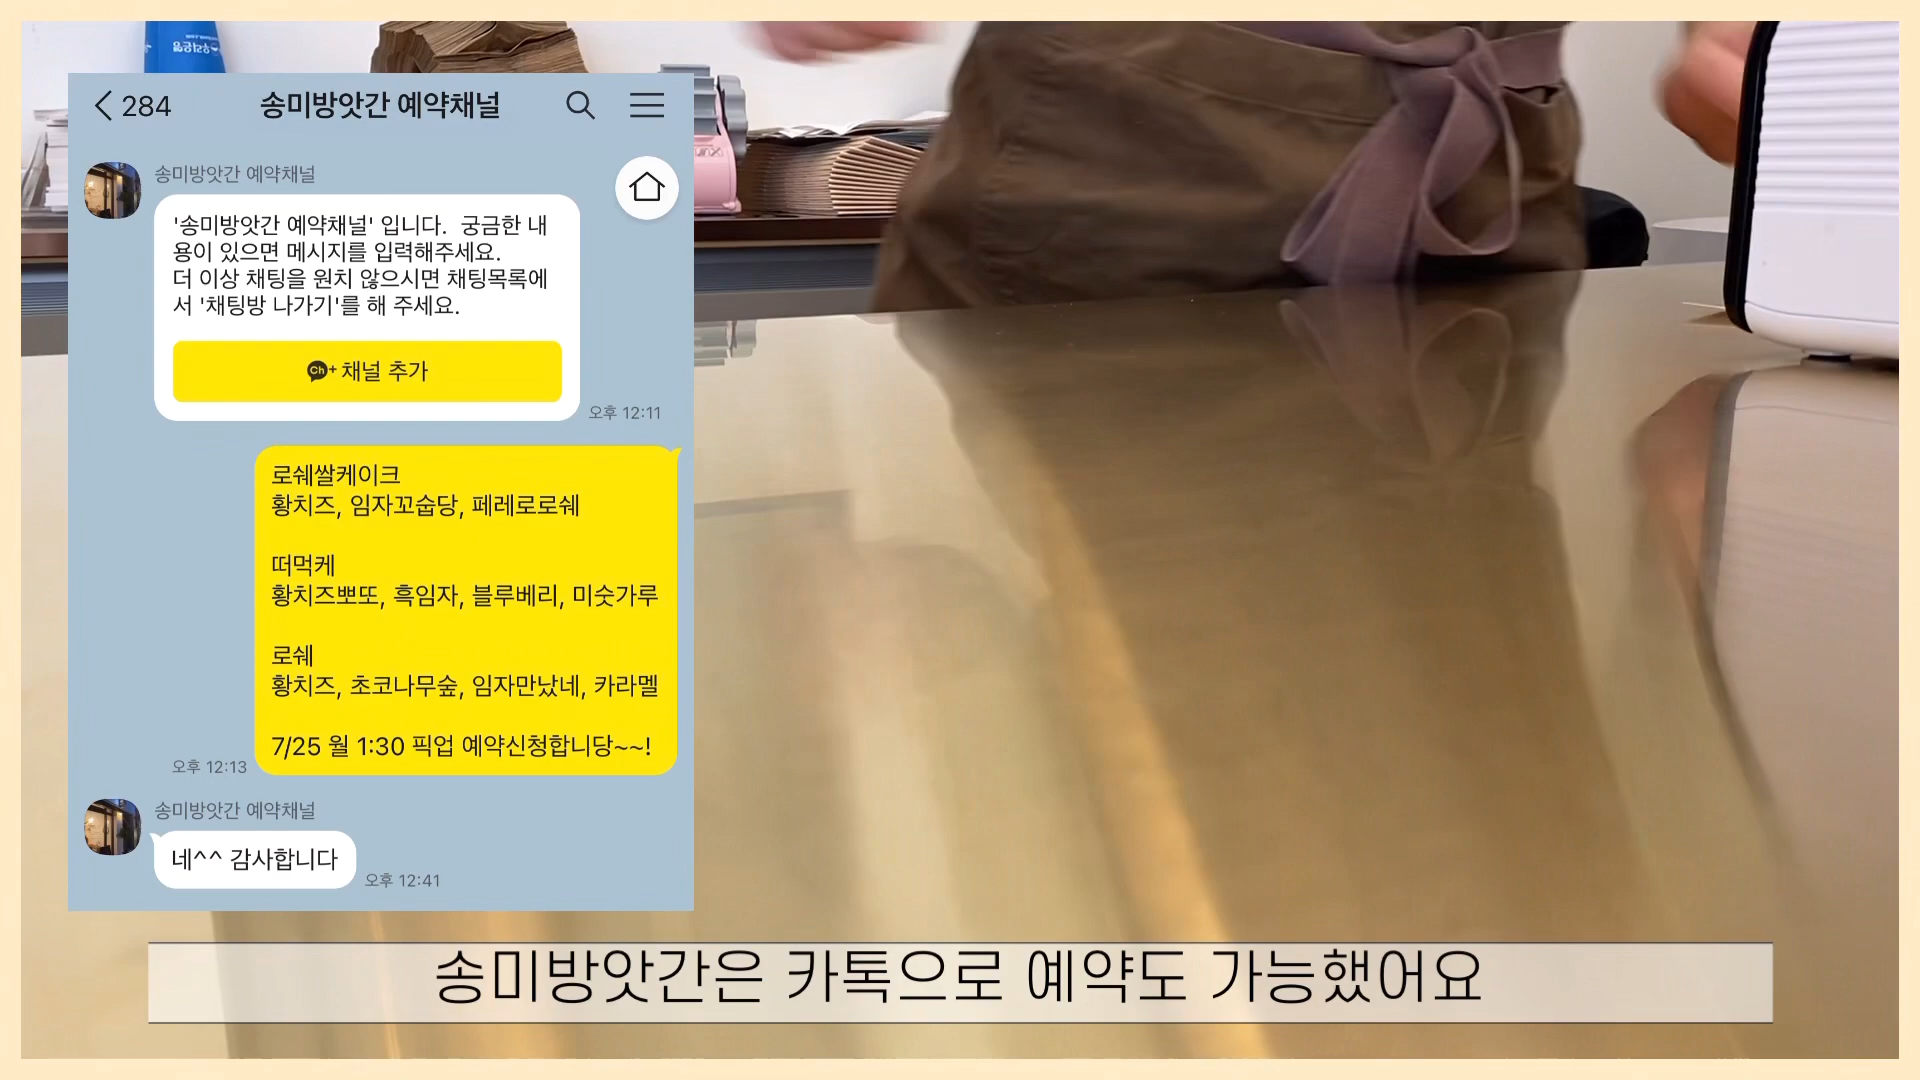 우리은행
284
송미방앗간 예약채널
송미방앗간 예약채널
'송미방앗간 예약채널' 입니다. 궁금한 내
용이 있으면 메시지를 입력해주세요.
더 이상 채팅을 원치 않으시면 채팅목록에
서 '채팅방 나가기'를 해 주세요.
Ch+ 채널 추가
오후 12:11
로쉐쌀케이크
황치즈, 임자꼬숩당, 페레로로쉐
떠먹케
황치즈뽀또, 흑임자, 블루베리, 미숫가루
로쉐
황치즈, 초코나무숲, 임자만났네, 카라멜
7/25 월 1:30 픽업 예약신청합니당~~!
오후 12:13
송미방앗간 예약채널
네^^ 감사합니다
오후 12:41
송미방앗간은 카톡으로 예약도 가능했어요